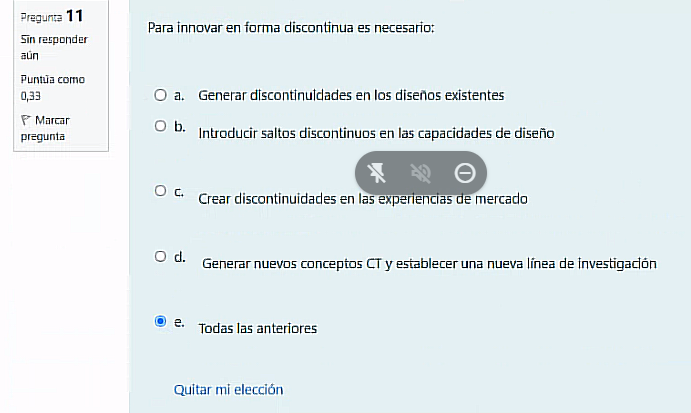 Pregunta 11
Sin responder
aún
Puntúa como
0,33
Marcar
pregunta
Para innovar en forma discontinua es necesario:
a. Generar discontinuidades en los diseños existentes
b. Introducir saltos discontinuos en las capacidades de diseño
c. Crear discontinuidades en las experiencias de mercado
d. Generar nuevos conceptos CT y establecer una nueva línea de investigación
e. Todas las anteriores
Quitar mi elección